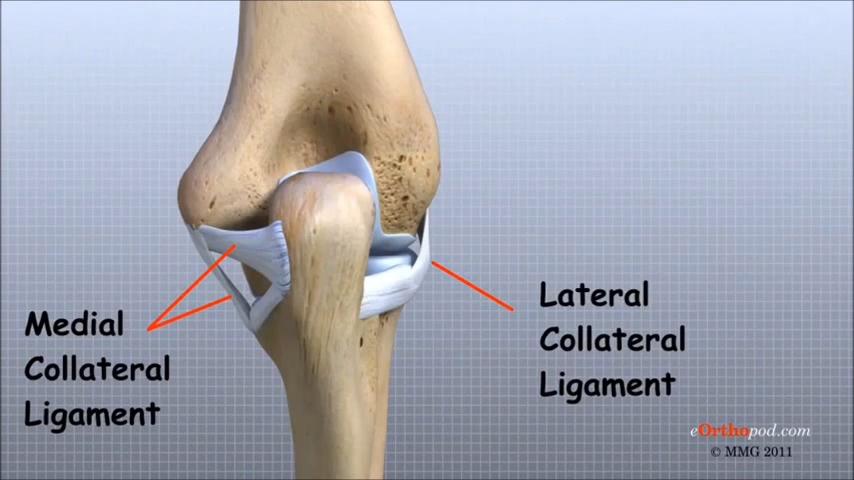 Medial
Collateral
Ligament
Lateral
Collateral
Ligament
eOrthopod.com
© MMG 2011